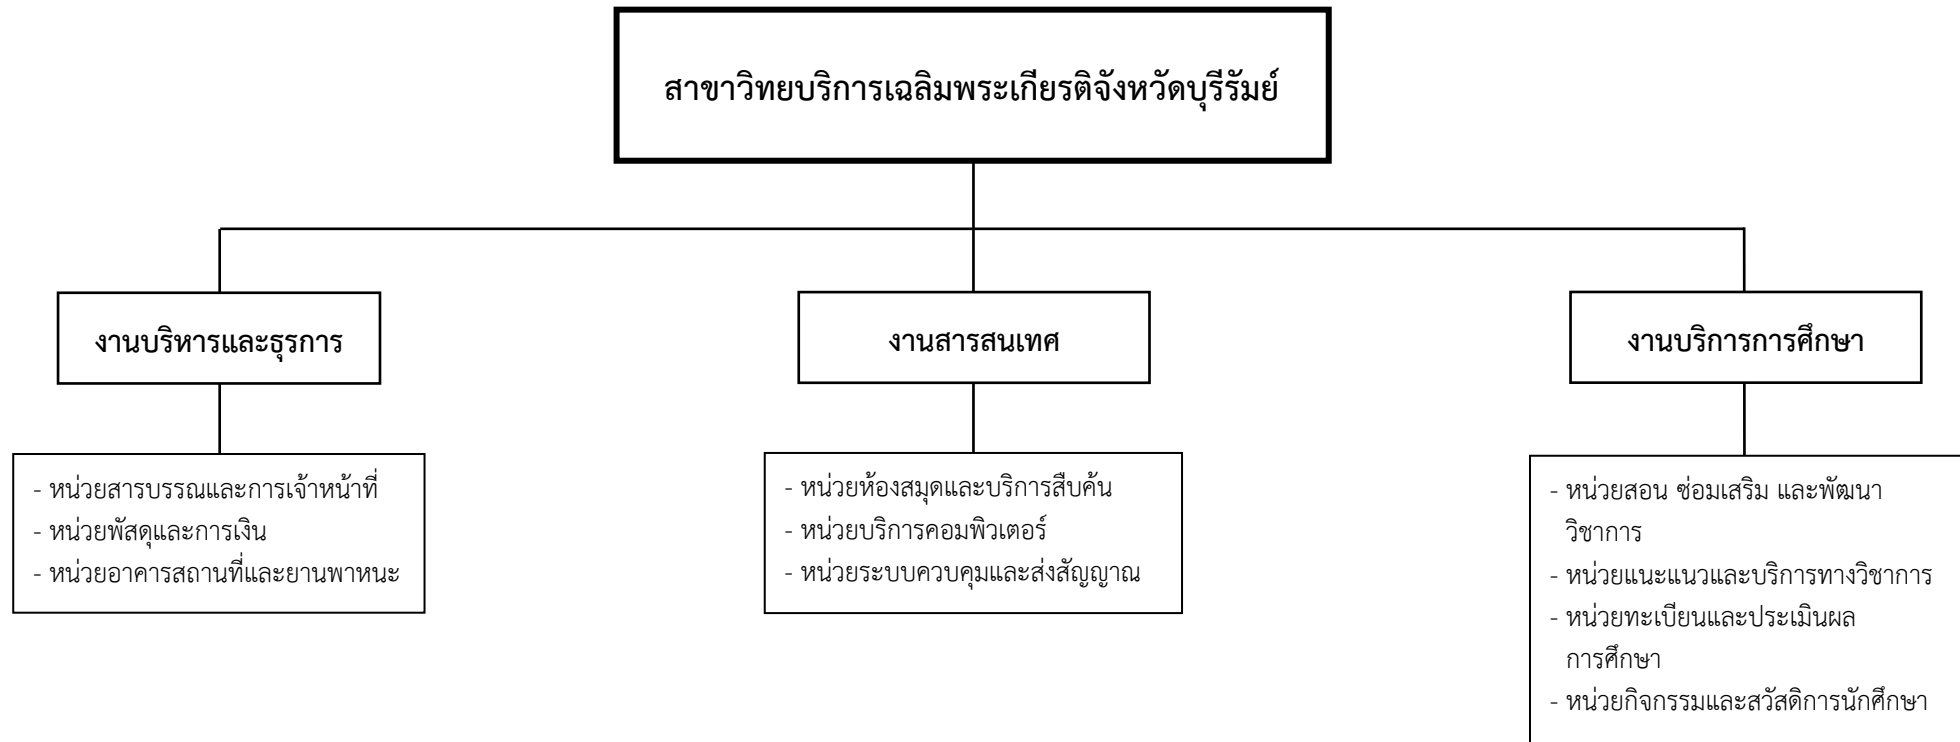 สาขาวิทยบริการเฉลิมพระเกียรติจังหวัดบุรีรัมย์
งานบริหารและธุรการ
งานสารสนเทศ
งานบริการการศึกษา
- หน่วยสารบรรณและการเจ้าหน้าที่
- หน่วยพัสดุและการเงิน
- หน่วยอาคารสถานที่และยานพาหนะ
- หน่วยห้องสมุดและบริการสืบค้น
- หน่วยบริการคอมพิวเตอร์
- หน่วยระบบควบคุมและส่งสัญญาณ
- หน่วยสอน ซ่อมเสริม และพัฒนา
วิชาการ
- หน่วยแนะแนวและบริการทางวิชาการ
- หน่วยทะเบียนและประเมินผล
การศึกษา
- หน่วยกิจกรรมและสวัสดิการนักศึกษา